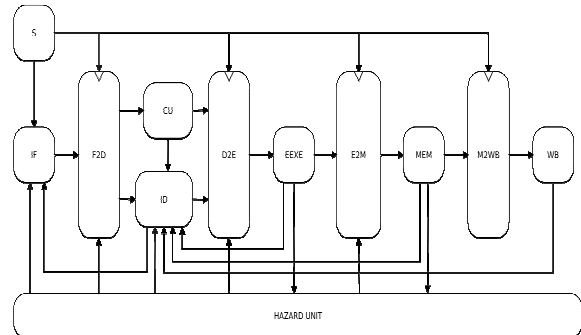 S
CU
IF
F2D
D2E
EEXE
E2M
MEM
M2WB
WB
ID
HAZARD UNIT